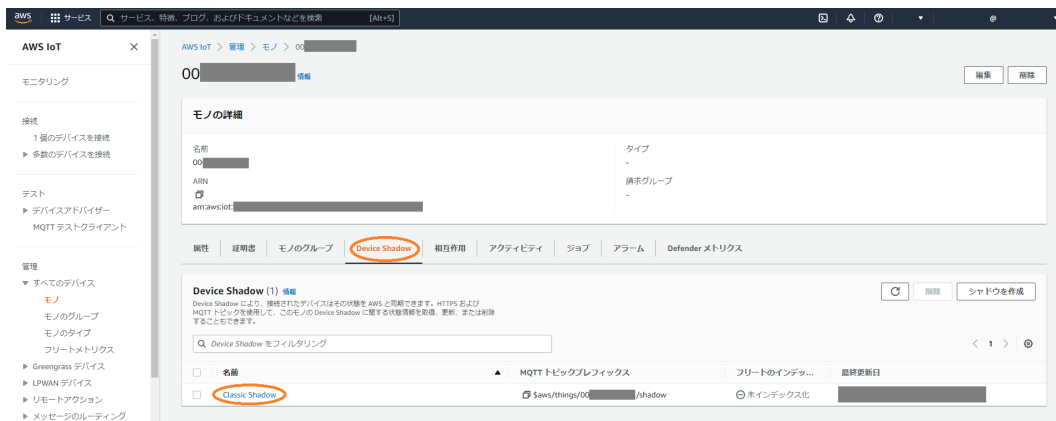 aws サービス サービス、特徴、ブログ、およびドキュメントなどを検索 [Alt+S] @
AWS IoT
モニタリング
接続
1 個のデバイスを接続
多数のデバイスを接続
テスト
デバイスアドバイザー
MQTT テストクライアント
管理
すべてのデバイス
モノ
モノのグループ
モノのタイプ
フリートメトリクス
Greengrass デバイス
LPWAN デバイス
リモートアクション
メッセージのルーティング
AWS IoT > 管理 > モノ > 00
00 情報
編集 削除
モノの詳細
名前
00
ARN
arn:aws:iot:
タイプ
-
請求グループ
-
属性 証明書 モノのグループ Device Shadow 相互作用 アクティビティ ジョブ アラーム Defender メトリクス
Device Shadow (1) 情報
Device Shadow により、接続されたデバイスはその状態を AWS と同期できます。HTTPS および
MQTT トピックを使用して、このモノの Device Shadow に関する状態情報を取得、更新、または削除
することもできます。
削除 シャドウを作成
Device Shadow をフィルタリング
< 1 >
名前 ▲ MQTT トピックプレフィックス フリートのインデッ... 最終更新日
Classic Shadow $aws/things/00 /shadow 未インデックス化